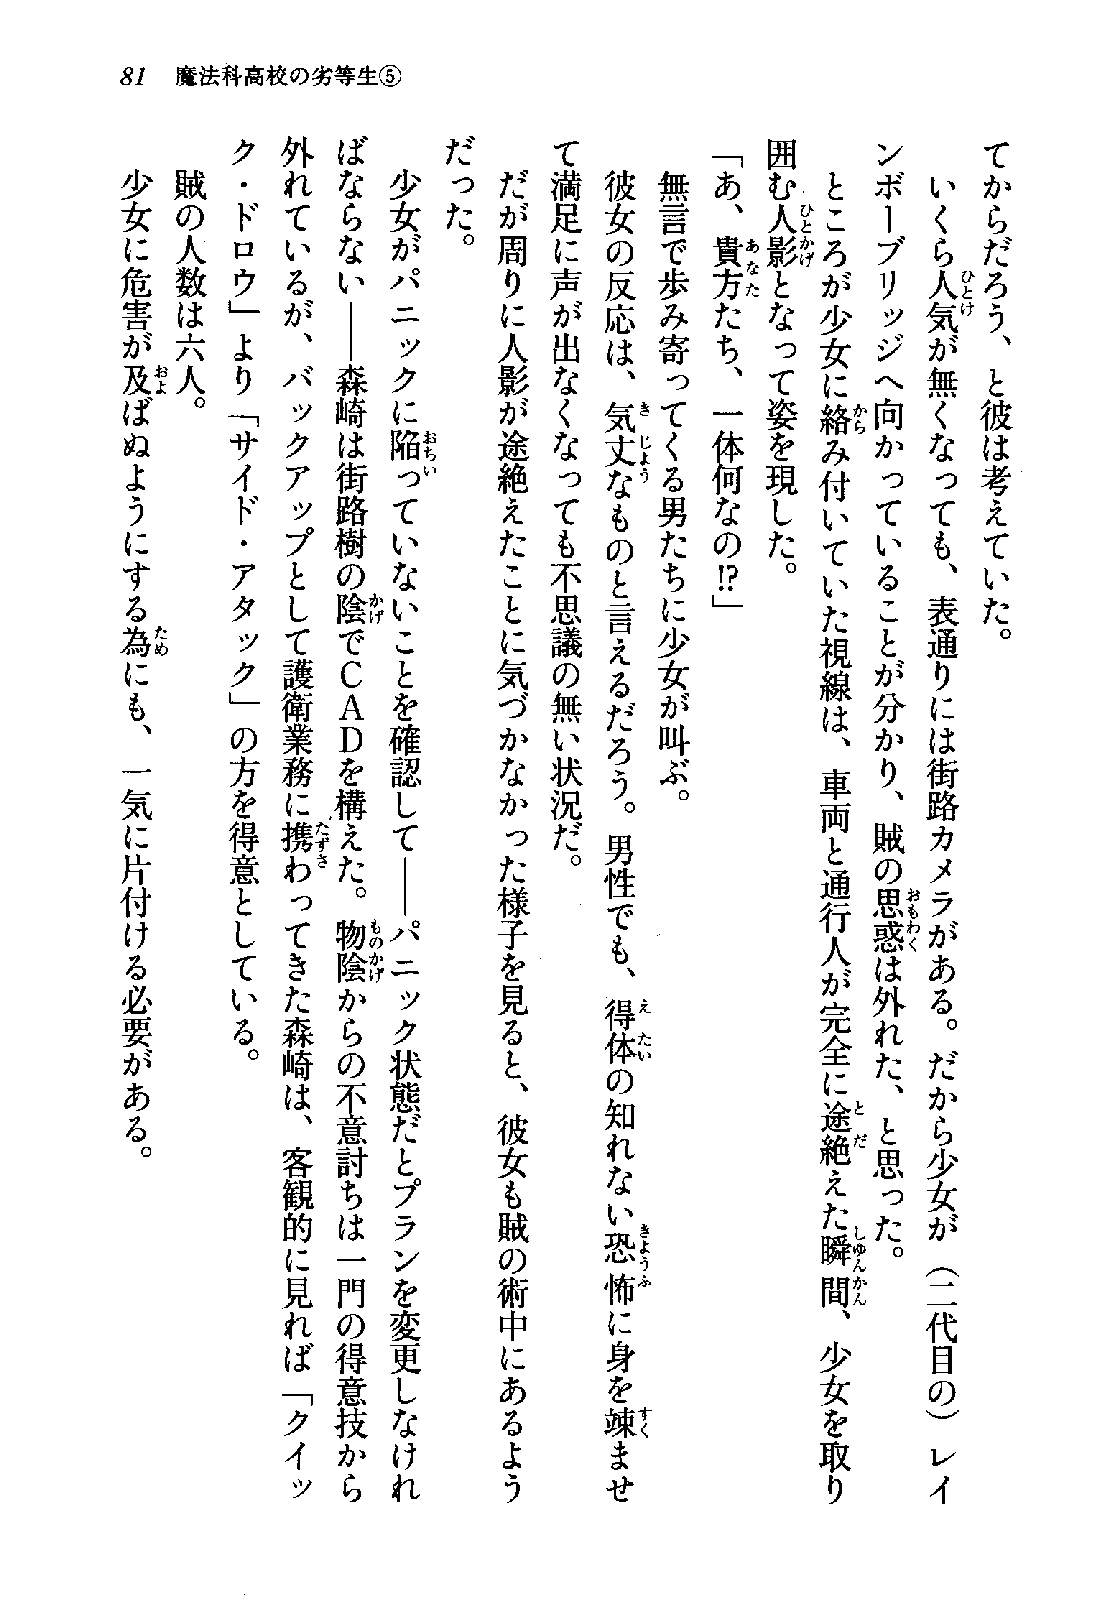 81 魔法科高校の劣等生⑤
てからだろう、と彼は考えていた。
いくら人気が無くなっても、表通りには街路カメラがある。だから少女が（二代目の）レイ
ンボーブリッジへ向かっていることが分かり、賊の思惑は外れた、と思った。
ところが少女に絡み付いていた視線は、車両と通行人が完全に途絶えた瞬間、少女を取り
囲む人影となって姿を現した。
「あ、貴方たち、一体何なの!?」
無言で歩み寄ってくる男たちに少女が叫ぶ。
彼女の反応は、気丈なものと言えるだろう。男性でも、得体の知れない恐怖に身を竦ませ
て満足に声が出なくなっても不思議の無い状況だ。
だが周りに人影が途絶えたことに気づかなかった様子を見ると、彼女も賊の術中にあるよう
だった。
少女がパニックに陥っていないことを確認して――パニック状態だとプランを変更しなけれ
ばならない――森崎は街路樹の陰でＣＡＤを構えた。物陰からの不意討ちは一門の得意技から
外れているが、バックアップとして護衛業務に携わってきた森崎は、客観的に見れば「クイッ
ク・ドロウ」より「サイド・アタック」の方を得意としている。
賊の人数は六人。
少女に危害が及ばぬようにする為にも、一気に片付ける必要がある。